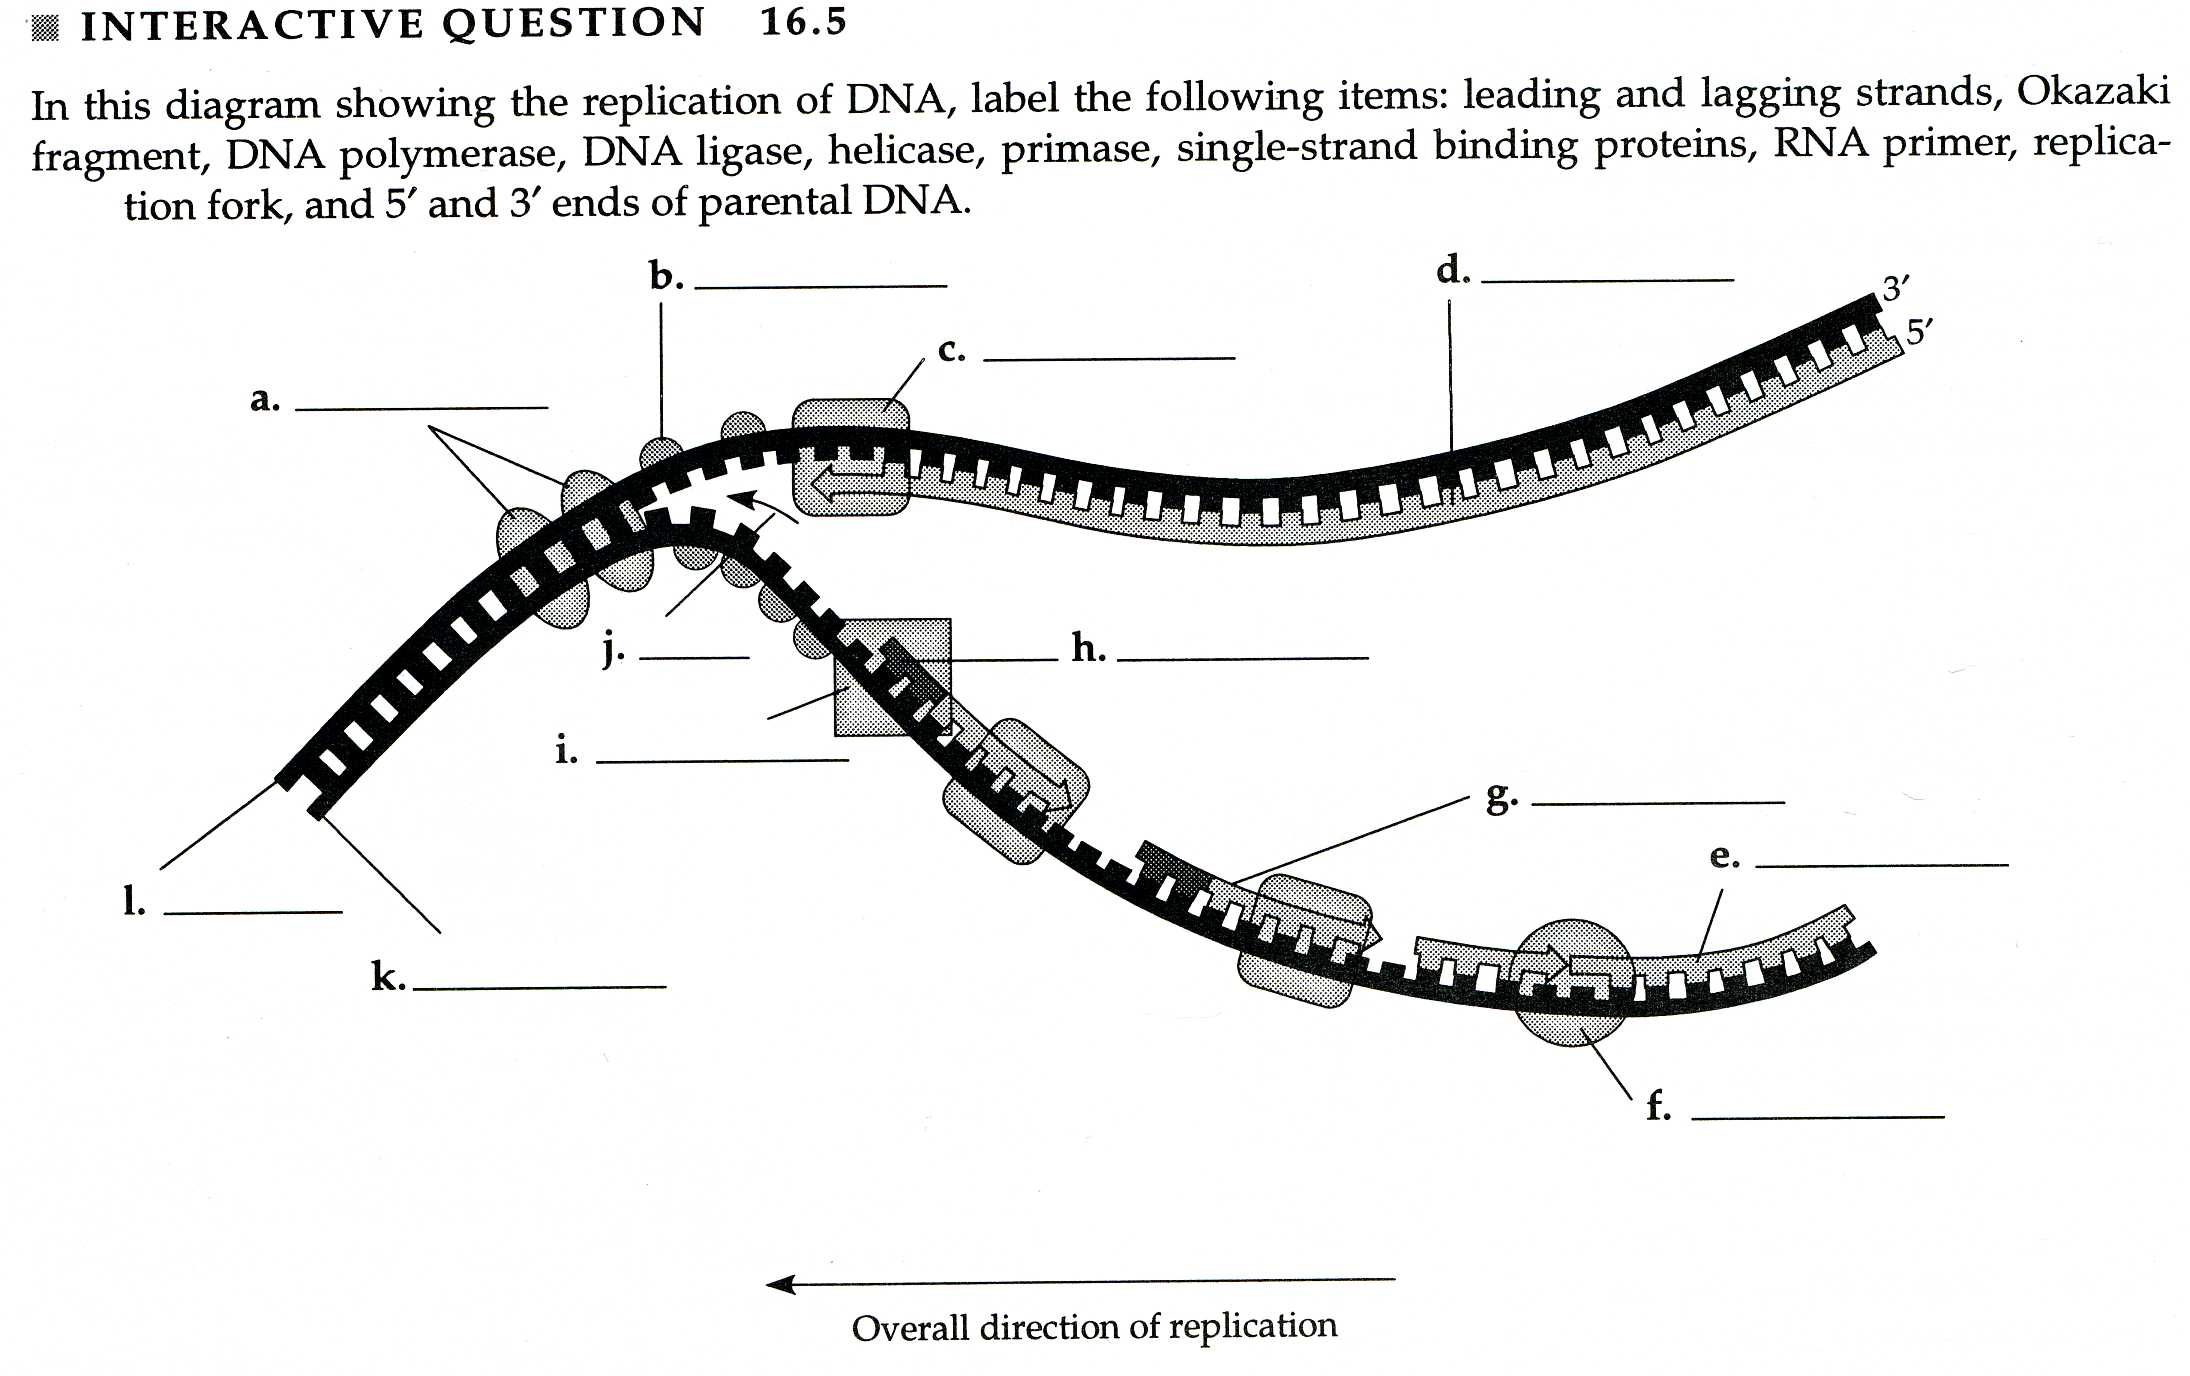 INTERACTIVE QUESTION 16.5
In this diagram showing the replication of DNA, label the following items: leading and lagging strands, Okazaki
fragment, DNA polymerase, DNA ligase, helicase, primase, single-strand binding proteins, RNA primer, replica-
tion fork, and 5′ and 3′ ends of parental DNA.
b.
d.
3′
5′
c.
a.
j.
h.
i.
g.
e.
l.
k.
f.
Overall direction of replication